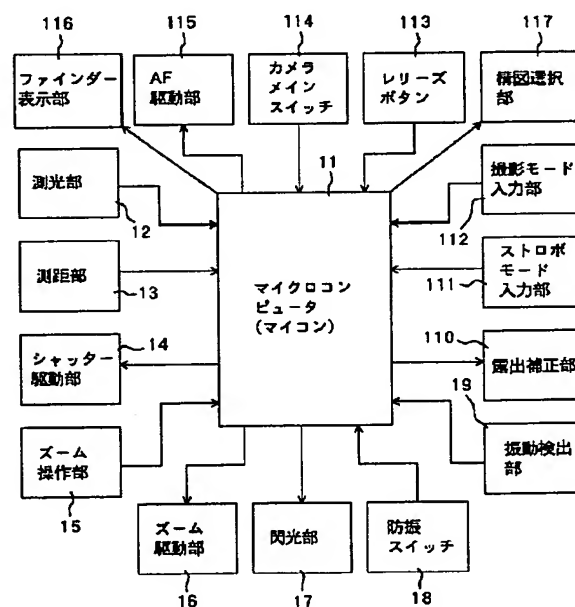 116
115
114
113
117
ファインダー
表示部
AF
駆動部
カメラ
メイン
スイッチ
レリーズ
ボタン
構図選択
部
11
測光部
12
撮影モード
入力部
112
測距部
13
マイクロコン
ピュータ
(マイコン)
ストロボ
モード
入力部
111
14
シャッター
駆動部
110
露出補正部
19
ズーム
操作部
15
振動検出
部
ズーム
駆動部
16
閃光部
17
防振
スイッチ
18